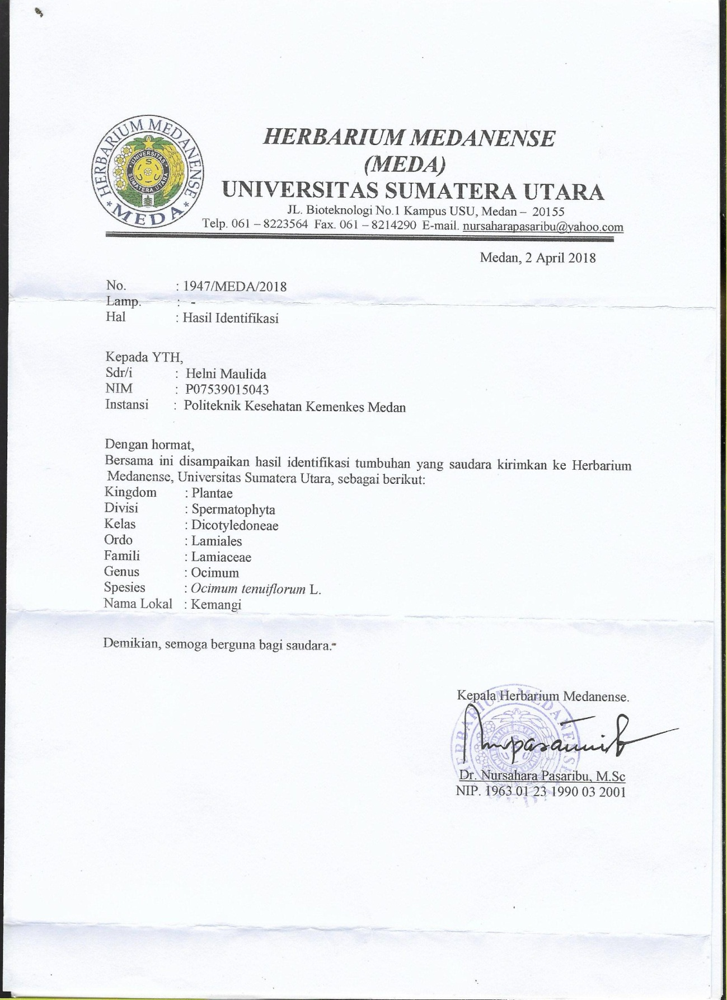 HERBARIUM MEDANENSE
MEDA
UNIVERSITAS
SUMATERA UTARA
HERBARIUM MEDANENSE
(MEDA)
UNIVERSITAS SUMATERA UTARA
JL. Bioteknologi No.1 Kampus USU, Medan – 20155
Telp. 061 – 8223564 Fax. 061 – 8214290 E-mail. nursaharapasaribu@yahoo.com
Medan, 2 April 2018
No. : 1947/MEDA/2018
Lamp. : -
Hal : Hasil Identifikasi
Kepada YTH,
Sdr/i : Helni Maulida
NIM : P07539015043
Instansi : Politeknik Kesehatan Kemenkes Medan
Dengan hormat,
Bersama ini disampaikan hasil identifikasi tumbuhan yang saudara kirimkan ke Herbarium
Medanense, Universitas Sumatera Utara, sebagai berikut:
Kingdom : Plantae
Divisi : Spermatophyta
Kelas : Dicotyledoneae
Ordo : Lamiales
Famili : Lamiaceae
Genus : Ocimum
Spesies : Ocimum tenuiflorum L.
Nama Lokal : Kemangi
Demikian, semoga berguna bagi saudara.-
Kepala Herbarium Medanense.
HERBARIUM MEDANENSE
Dr. Nursahara Pasaribu, M.Sc
NIP. 1963 01 23 1990 03 2001